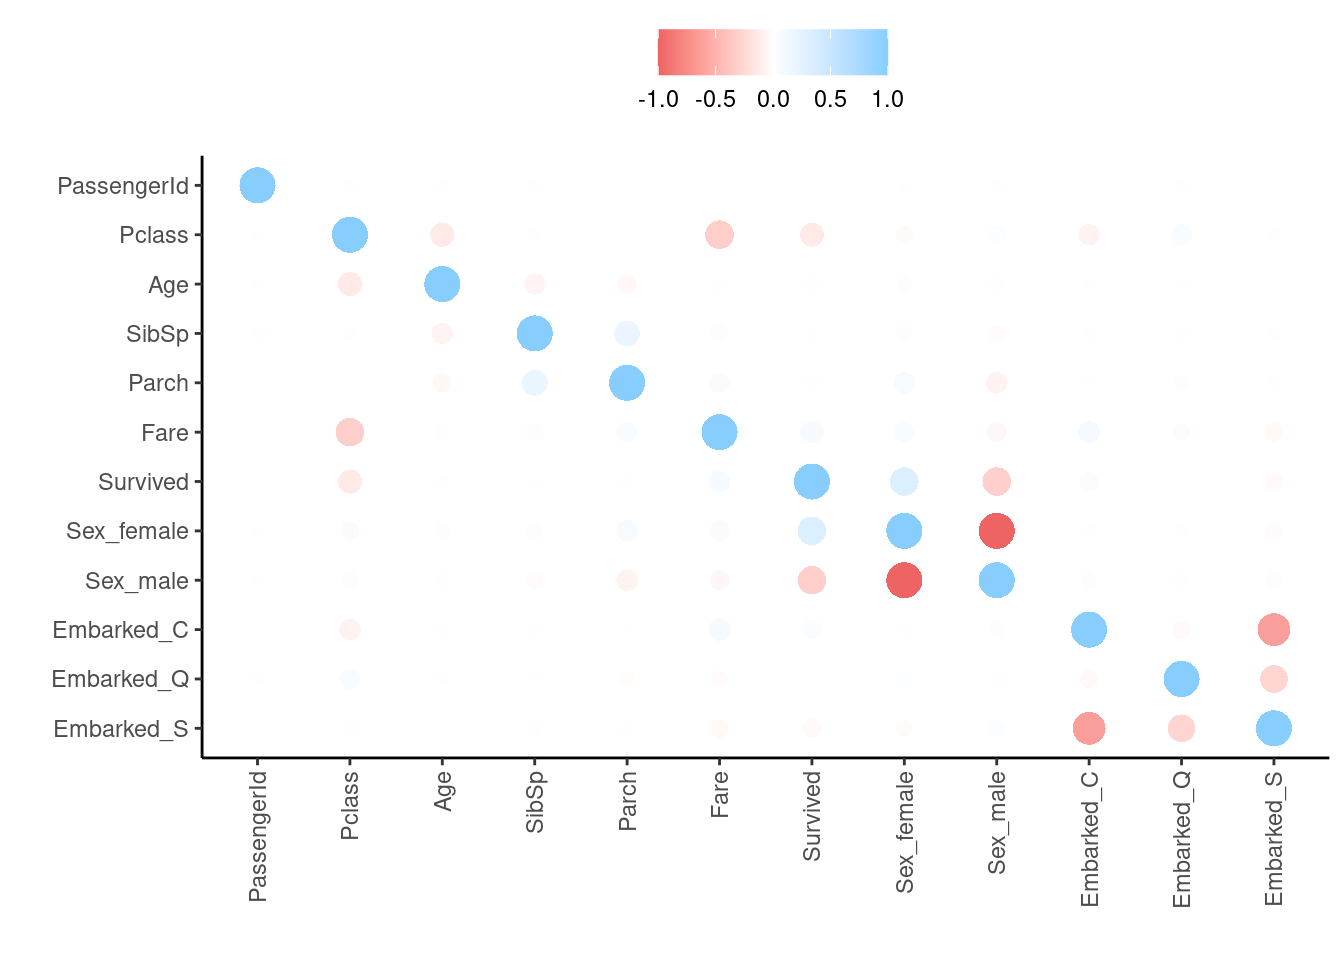 -1.0 -0.5 0.0 0.5 1.0
PassengerId
Pclass
Age
SibSp
Parch
Fare
Survived
Sex_female
Sex_male
Embarked_C
Embarked_Q
Embarked_S
PassengerId
Pclass
Age
SibSp
Parch
Fare
Survived
Sex_female
Sex_male
Embarked_C
Embarked_Q
Embarked_S